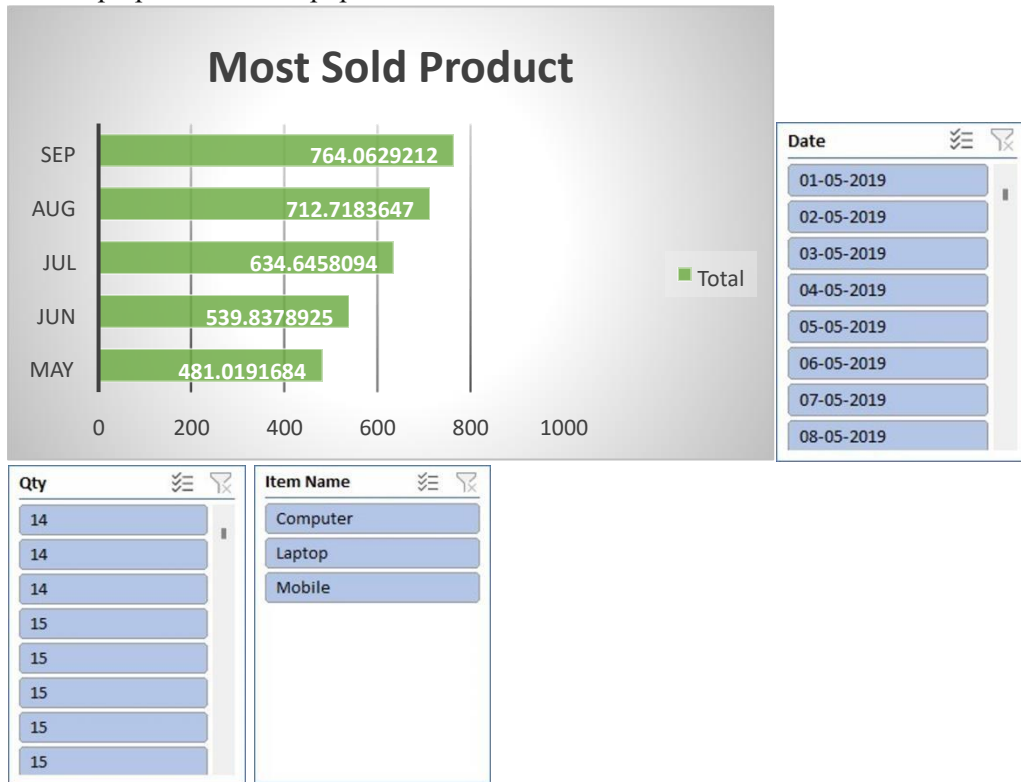 Most Sold Product
SEP 764.0629212
AUG 712.7183647
JUL 634.6458094
JUN 539.8378925
MAY 481.0191684
0 200 400 600 800 1000
Total
Date
01-05-2019
02-05-2019
03-05-2019
04-05-2019
05-05-2019
06-05-2019
07-05-2019
08-05-2019
Qty
14
14
14
15
15
15
15
15
Item Name
Computer
Laptop
Mobile